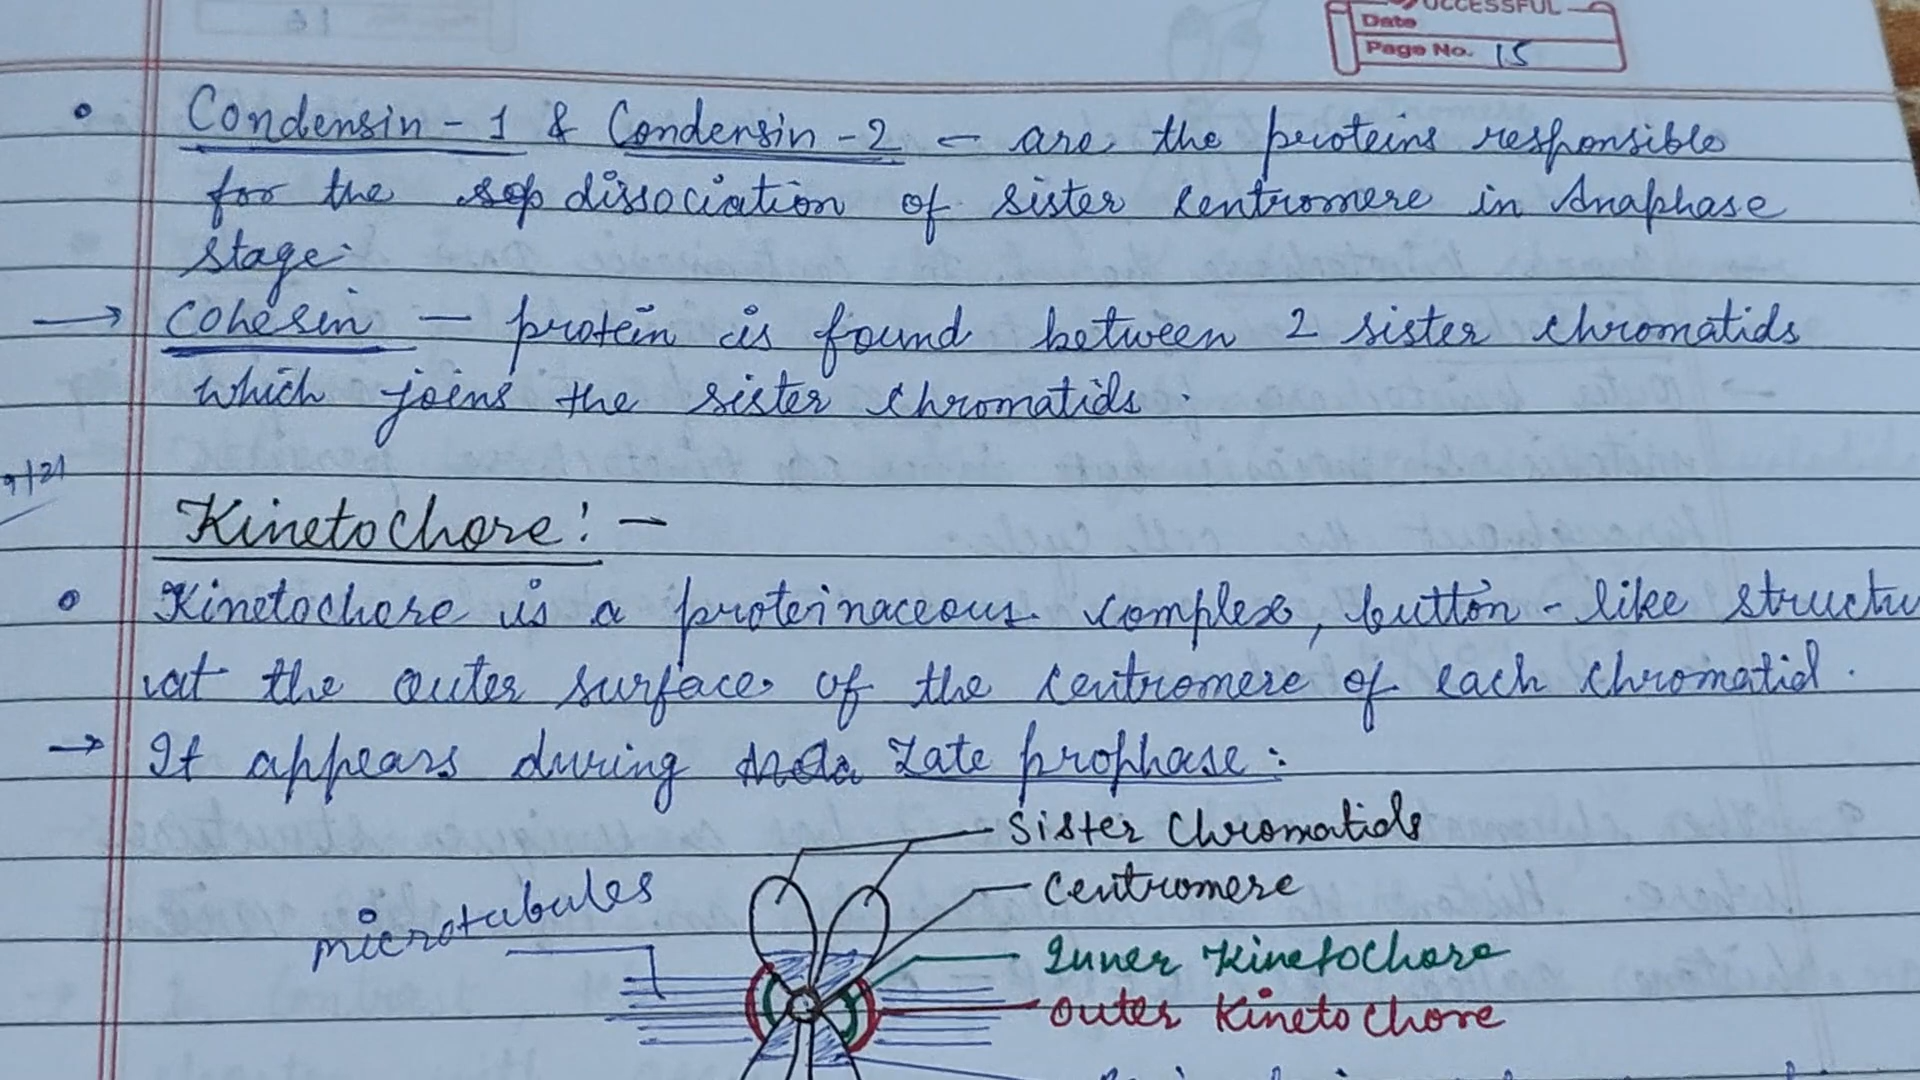 UCCESSFUL
Date
Page No. 15
• Condensin - 1 & Condensin - 2 — are the proteins responsible
for the dissociation of sister centromere in Anaphase
stage.
→ Cohesin — protein is found between 2 sister chromatids
which joins the sister chromatids.
9/21
Kinetochore: —
• Kinetochore is a proteinaceous complex, button - like structu
at the outer surface of the centromere of each chromatid.
→ It appears during Late prophase:
Sister Chromatids
Centromere
microtubules
Inner Kinetochore
Outer Kinetochore